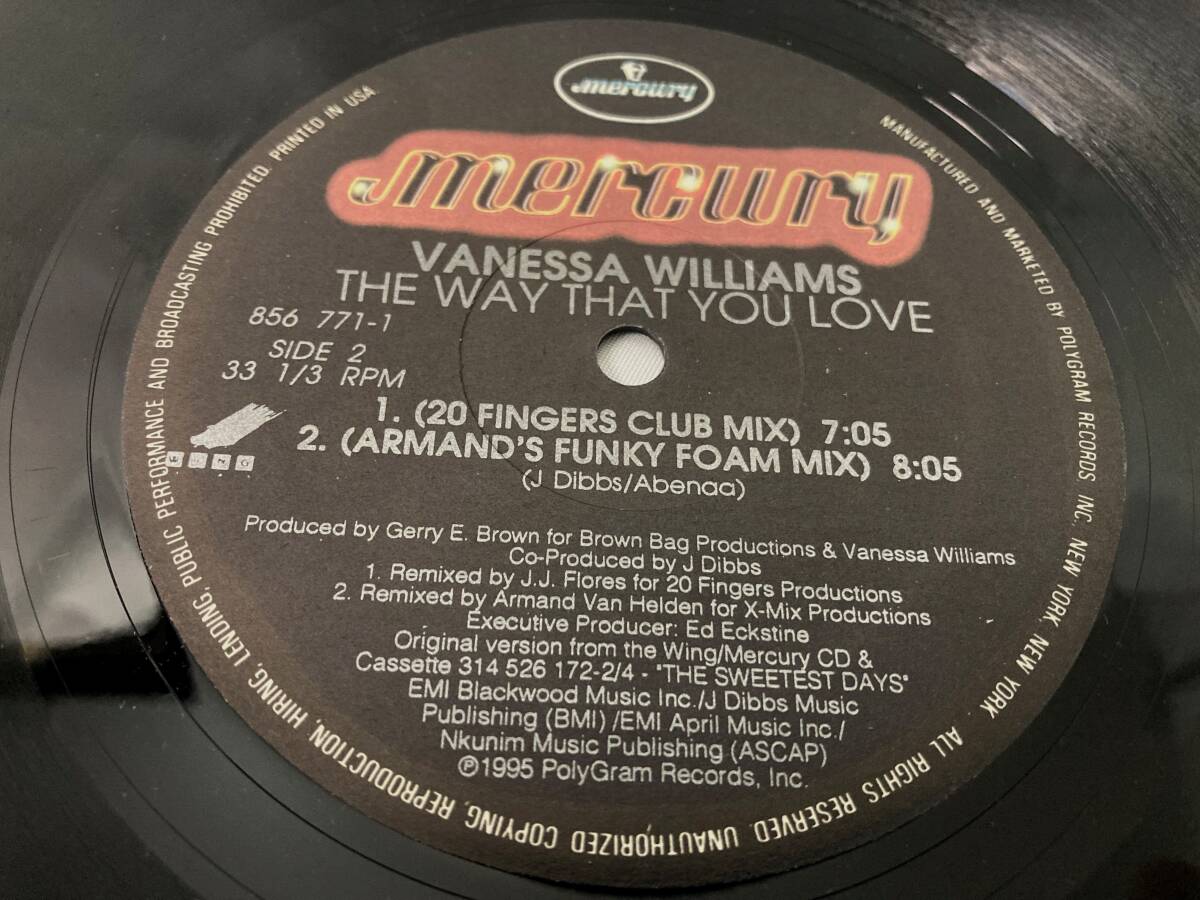 mercury
mercury
VANESSA WILLIAMS
THE WAY THAT YOU LOVE
856 771-1
SIDE 2
33 1/3 RPM
1. (20 FINGERS CLUB MIX) 7:05
2. (ARMAND'S FUNKY FOAM MIX) 8:05
(J Dibbs/Abenaa)
WING
Produced by Gerry E. Brown for Brown Bag Productions & Vanessa Williams
Co-Produced by J Dibbs
1. Remixed by J.J. Flores for 20 Fingers Productions
2. Remixed by Armand Van Helden for X-Mix Productions
Executive Producer: Ed Eckstine
Original version from the Wing/Mercury CD &
Cassette 314 526 172-2/4 - "THE SWEETEST DAYS"
EMI Blackwood Music Inc./J Dibbs Music
Publishing (BMI) /EMI April Music Inc./
Nkunim Music Publishing (ASCAP)
℗1995 PolyGram Records, Inc.
MANUFACTURED AND MARKETED BY POLYGRAM RECORDS INC. NEW YORK, NEW YORK. ALL RIGHTS RESERVED. UNAUTHORIZED COPYING, REPRODUCTION, HIRING, LENDING, PUBLIC PERFORMANCE AND BROADCASTING PROHIBITED. PRINTED IN USA.